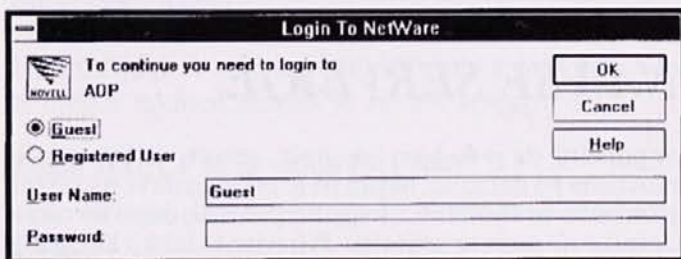 Login To NetWare
To continue you need to login to
ADP
NOVELL
OK
Cancel
Help
Guest
Registered User
User Name:
Guest
Password: